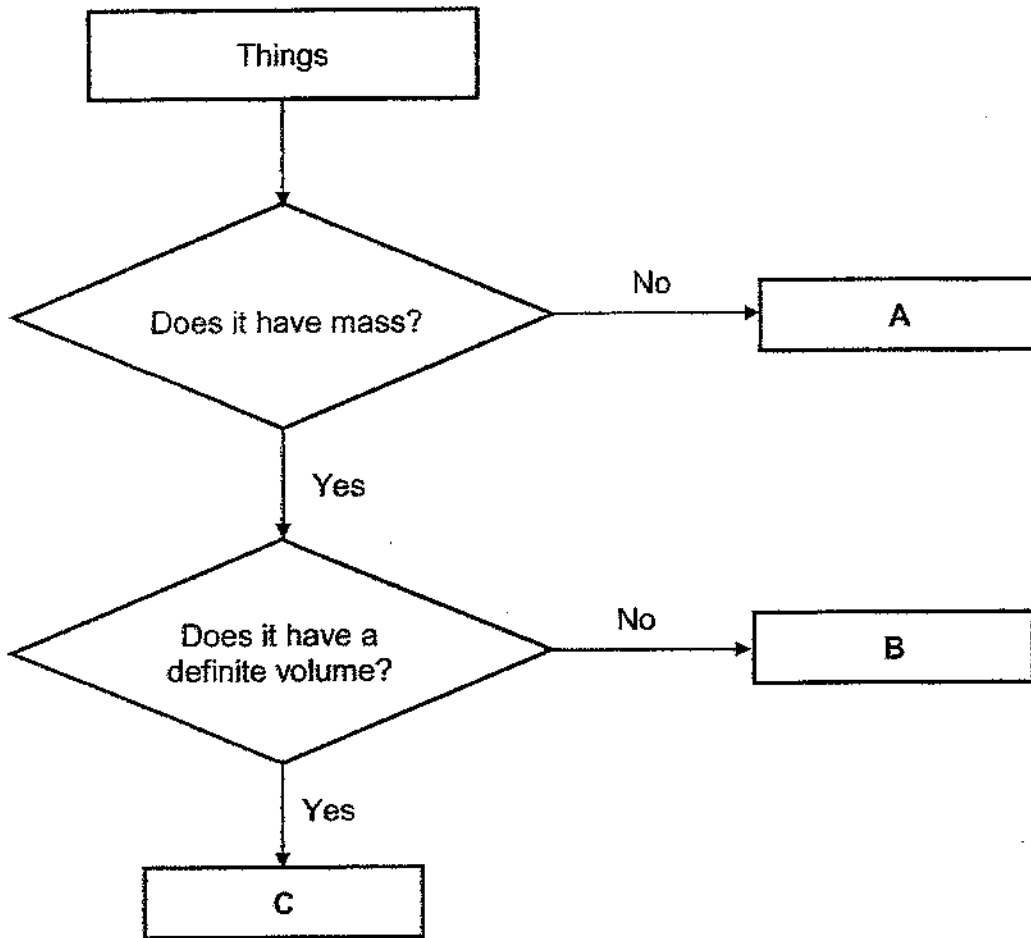 Things
Does it have mass?
No
A
Yes
Does it have a
definite volume?
No
B
Yes
C